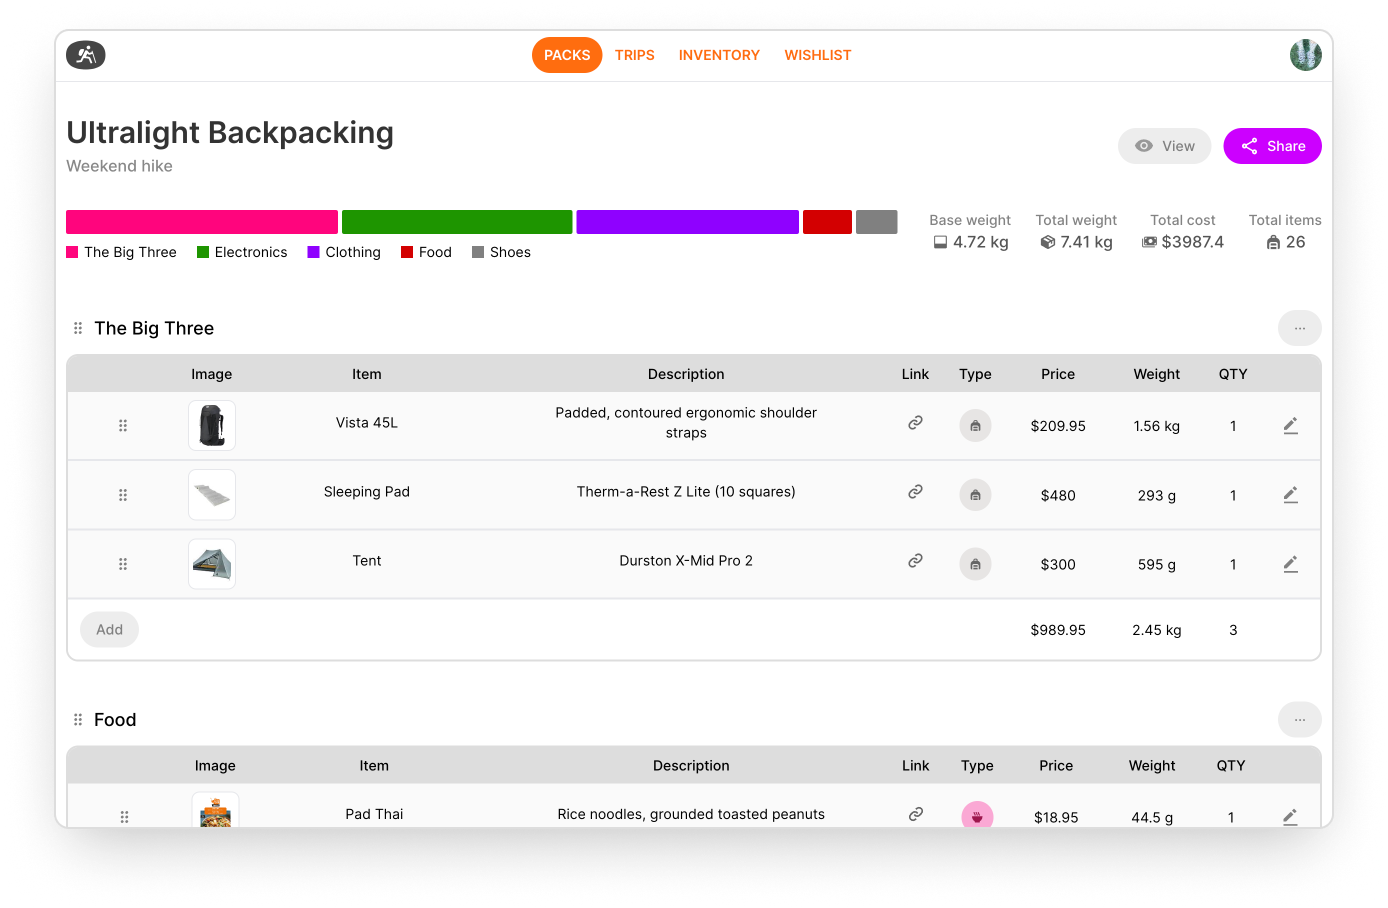 PACKS TRIPS INVENTORY WISHLIST
Ultralight Backpacking
Weekend hike
View Share
Base weight Total weight Total cost Total items
4.72 kg 7.41 kg $3987.4 26
The Big Three Electronics Clothing Food Shoes
The Big Three
Image Item Description Link Type Price Weight QTY
Vista 45L Padded, contoured ergonomic shoulder
straps $209.95 1.56 kg 1
Sleeping Pad Therm-a-Rest Z Lite (10 squares) $480 293 g 1
Tent Durston X-Mid Pro 2 $300 595 g 1
Add $989.95 2.45 kg 3
Food
Image Item Description Link Type Price Weight QTY
Pad Thai Rice noodles, grounded toasted peanuts $18.95 44.5 g 1